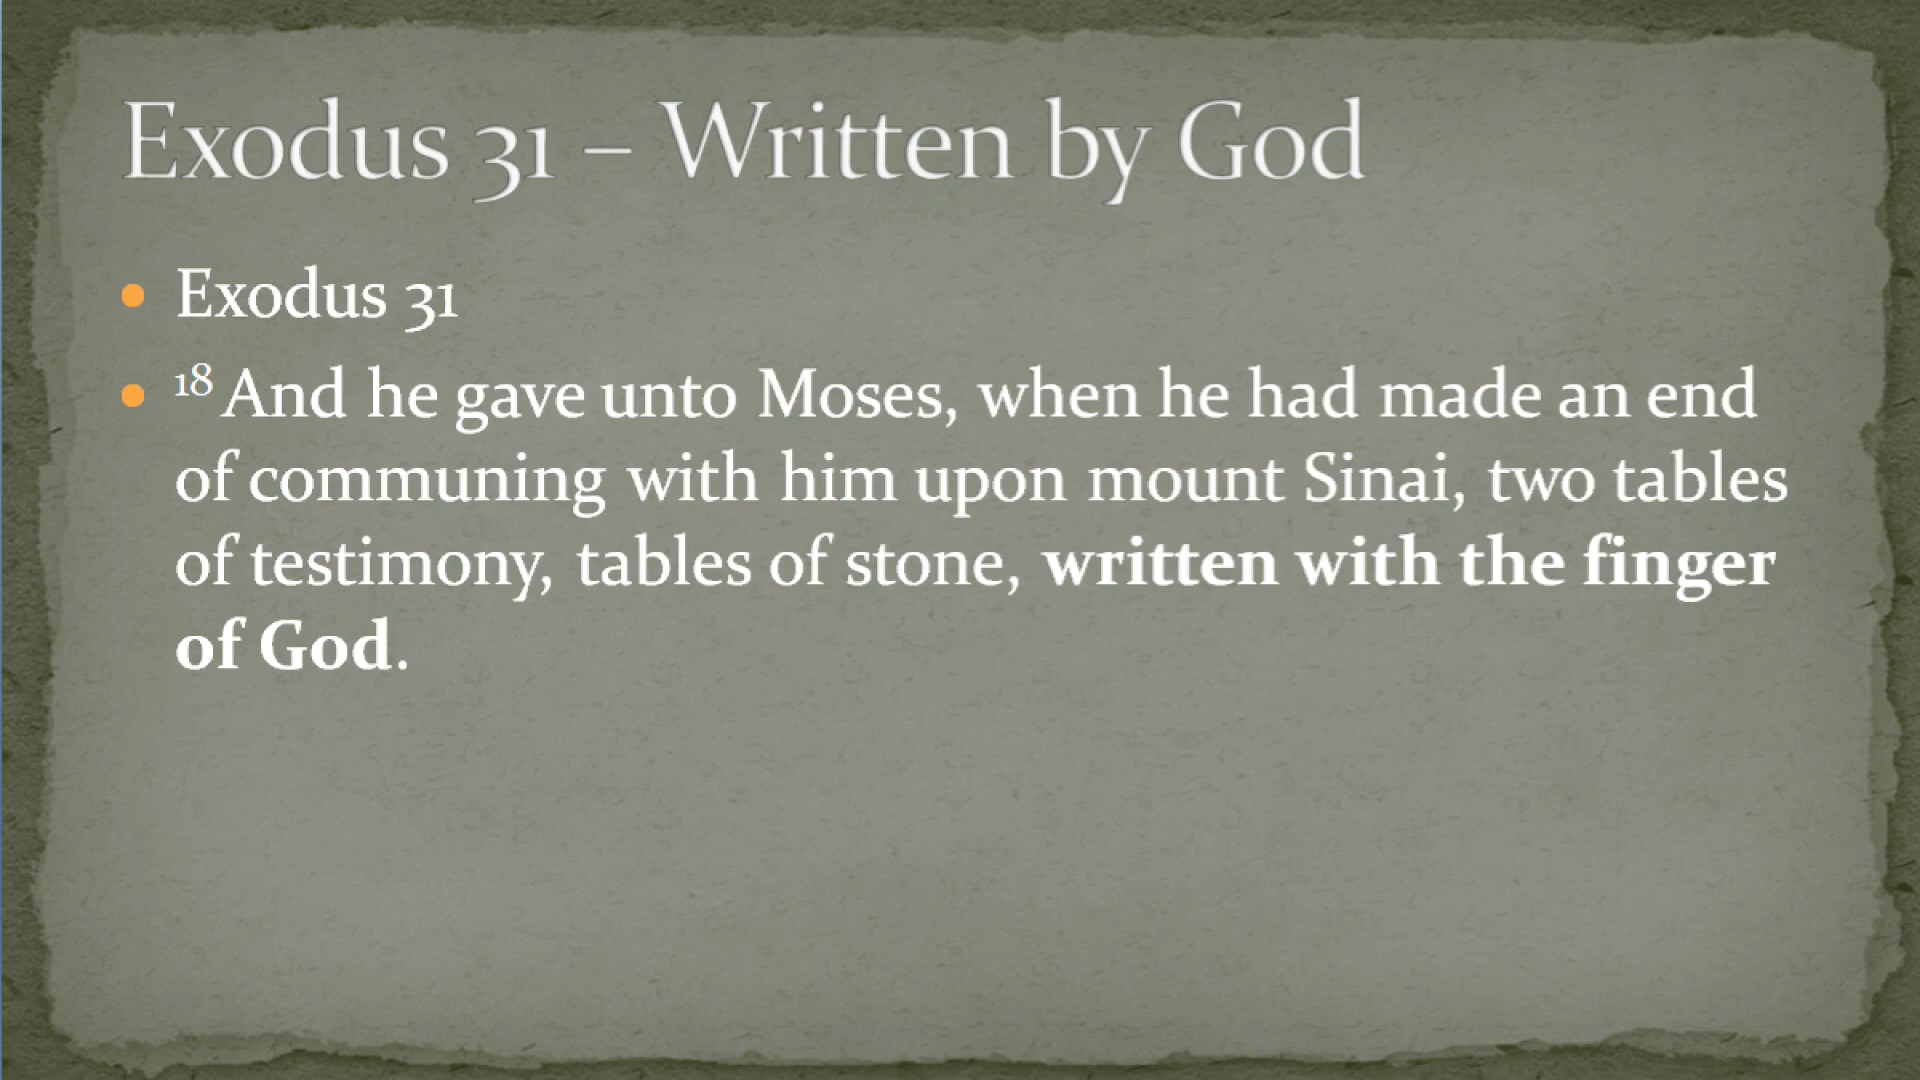 Exodus 31 – Written by God
• Exodus 31
• 18 And he gave unto Moses, when he had made an end
of communing with him upon mount Sinai, two tables
of testimony, tables of stone, written with the finger
of God.